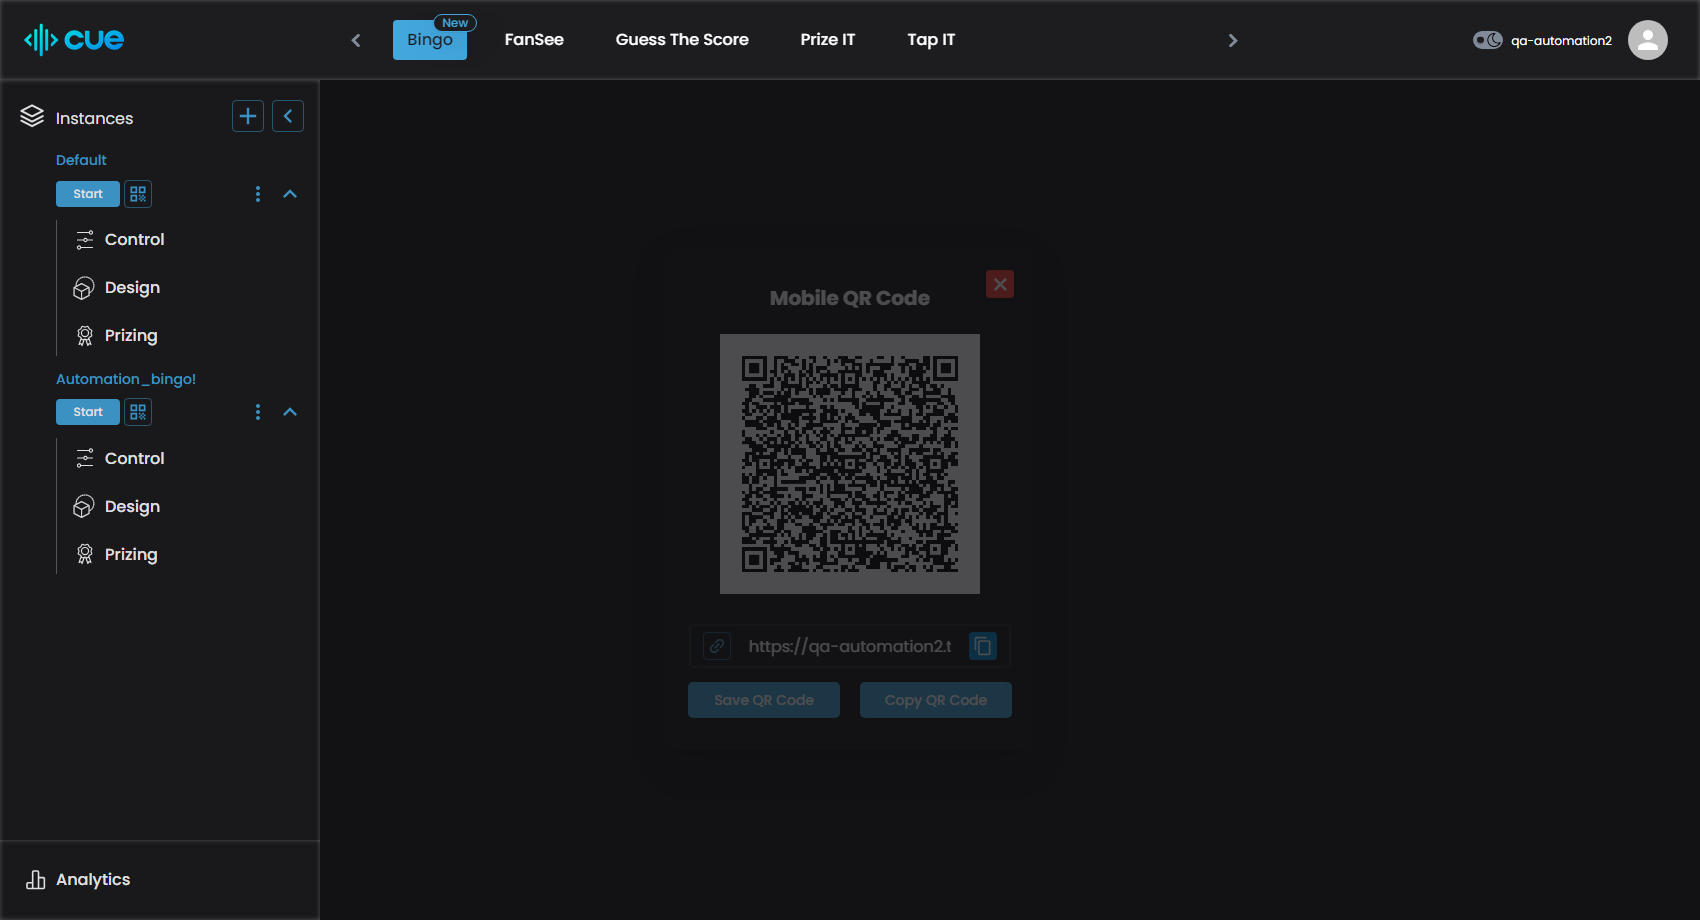 cue
New
Bingo
FanSee
Guess The Score
Prize IT
Tap IT
qa-automation2
Instances
Default
Start
Control
Design
Prizing
Automation_bingo!
Start
Control
Design
Prizing
Analytics
Mobile QR Code
https://qa-automation2.t
Save QR Code
Copy QR Code